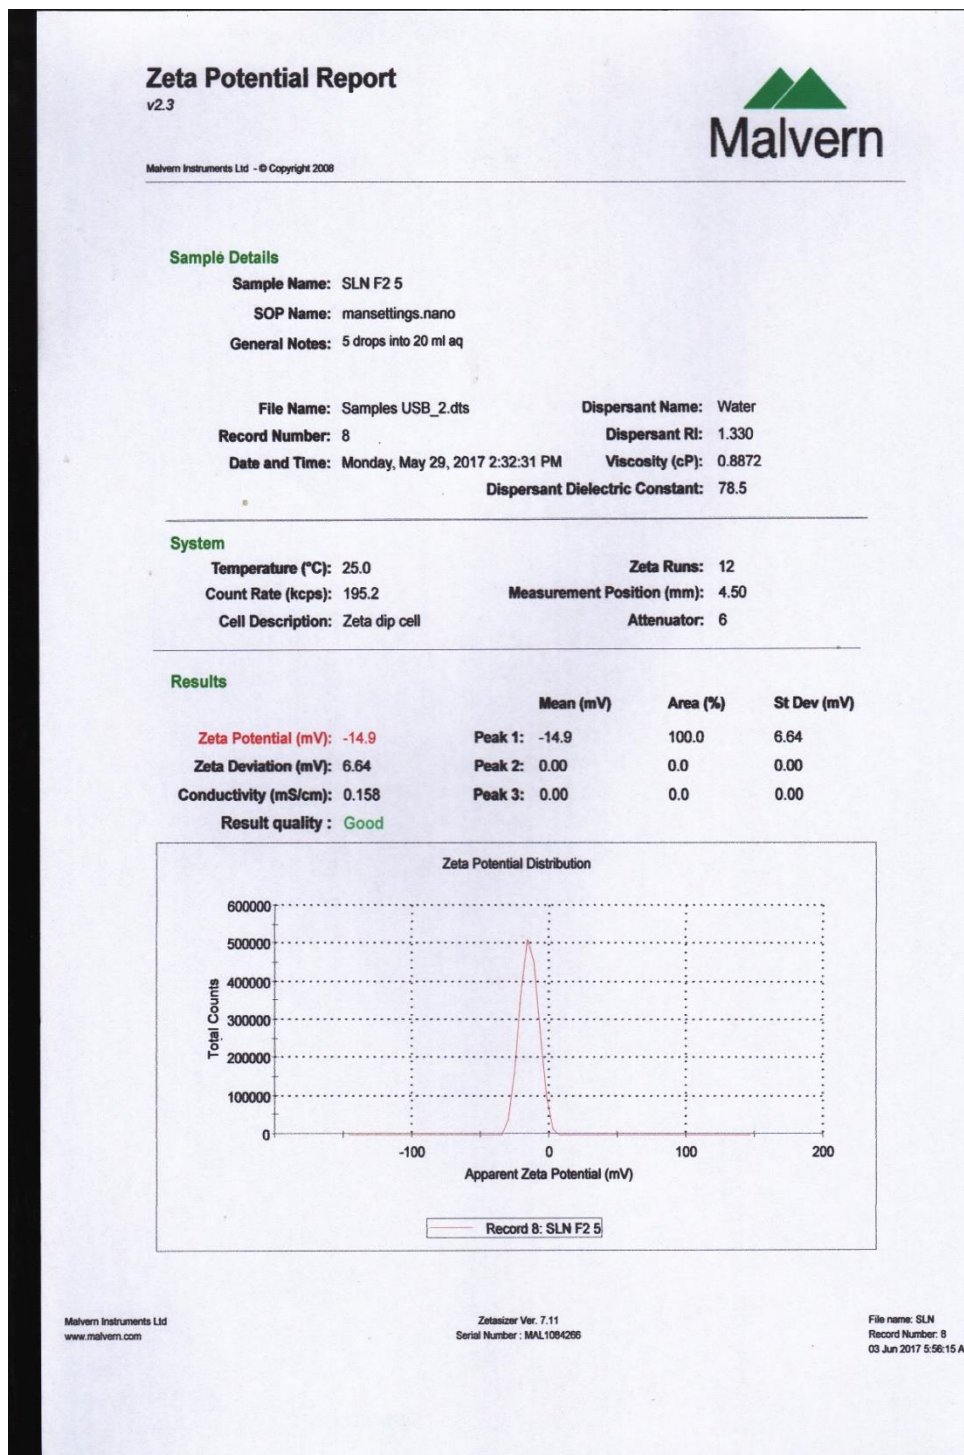 Zeta Potential Report
v2.3
Malvern
Malvern Instruments Ltd - © Copyright 2008
Sample Details
Sample Name: SLN F2 5
SOP Name: mansettings.nano
General Notes: 5 drops into 20 ml aq
File Name: Samples USB_2.dts Dispersant Name: Water
Record Number: 8 Dispersant RI: 1.330
Date and Time: Monday, May 29, 2017 2:32:31 PM Viscosity (cP): 0.8872
Dispersant Dielectric Constant: 78.5
System
Temperature (°C): 25.0 Zeta Runs: 12
Count Rate (kcps): 195.2 Measurement Position (mm): 4.50
Cell Description: Zeta dip cell Attenuator: 6
Results
Mean (mV) Area (%) St Dev (mV)
Zeta Potential (mV): -14.9 Peak 1: -14.9 100.0 6.64
Zeta Deviation (mV): 6.64 Peak 2: 0.00 0.0 0.00
Conductivity (mS/cm): 0.158 Peak 3: 0.00 0.0 0.00
Result quality : Good
Zeta Potential Distribution
600000
500000
400000
300000
200000
100000
0
Total Counts
-100 0 100 200
Apparent Zeta Potential (mV)
Record 8: SLN F2 5
Malvern Instruments Ltd Zetasizer Ver. 7.11 File name: SLN
www.malvern.com Serial Number : MAL1084266 Record Number: 8
03 Jun 2017 5:56:15 A